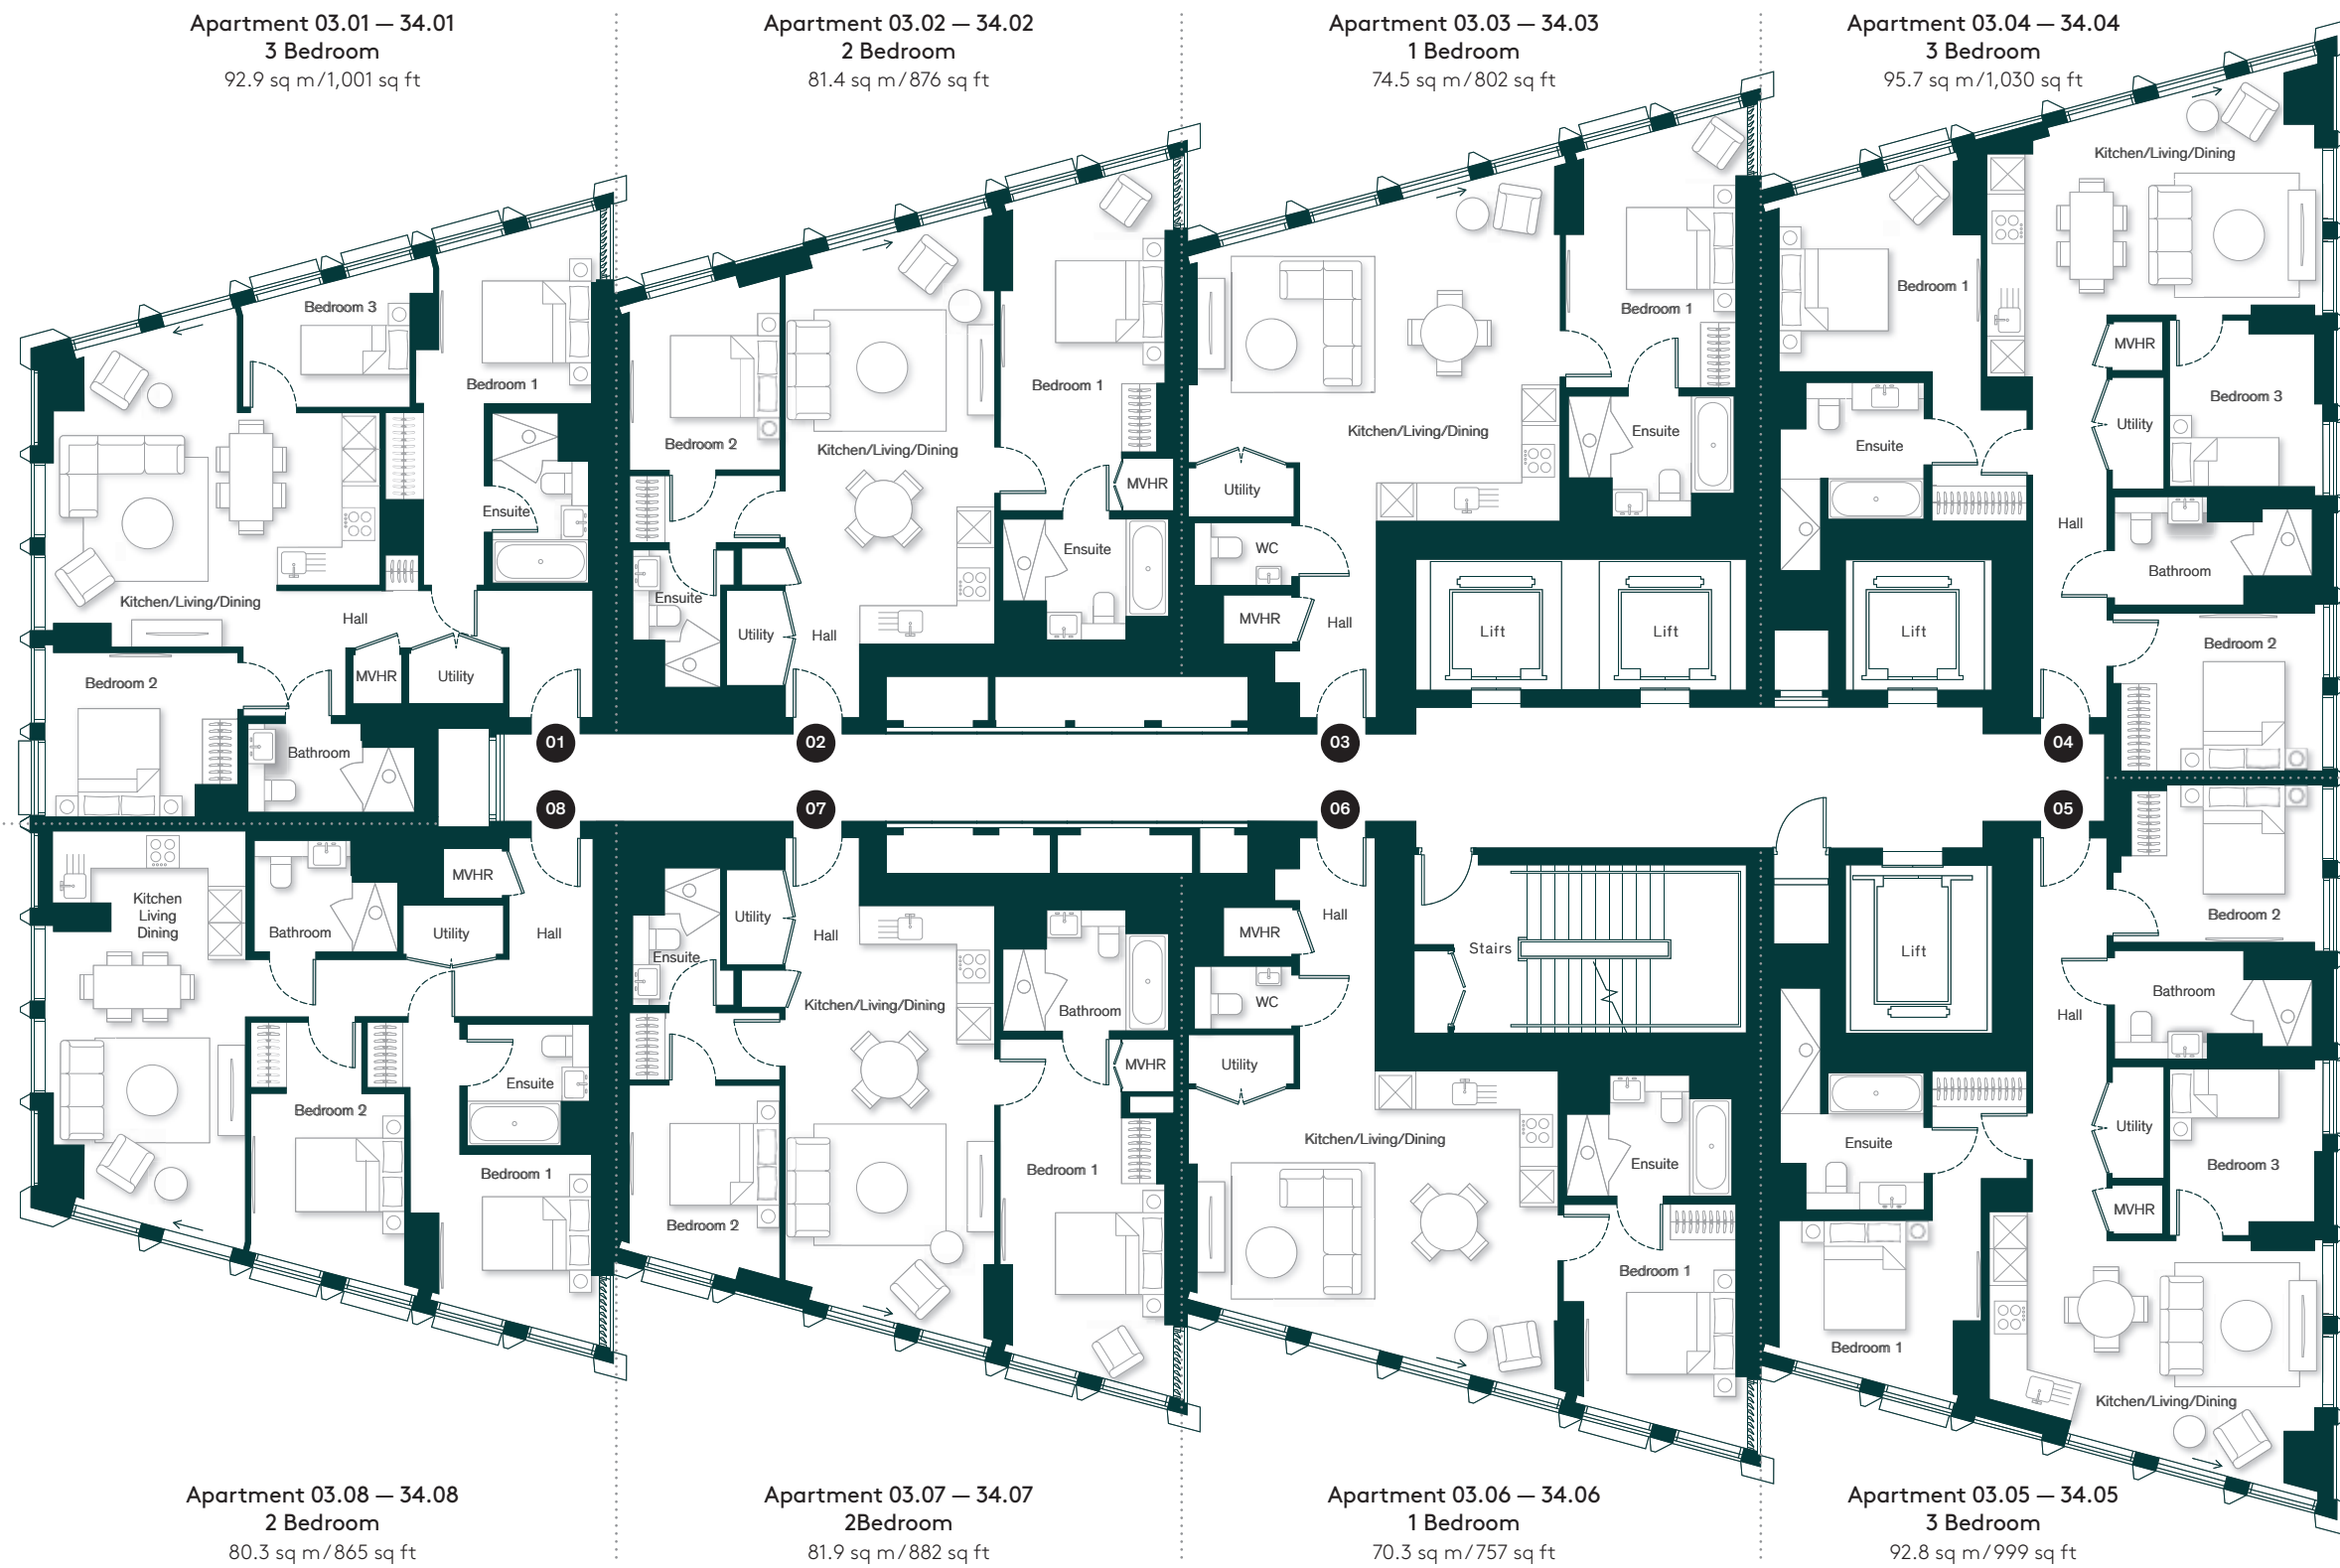 Apartment 03.01 — 34.01
3 Bedroom
92.9 sq m/1,001 sq ft
Apartment 03.02 — 34.02
2 Bedroom
81.4 sq m/876 sq ft
Apartment 03.03 — 34.03
1 Bedroom
74.5 sq m/802 sq ft
Apartment 03.04 — 34.04
3 Bedroom
95.7 sq m/1,030 sq ft
Bedroom 3
Bedroom 1
Ensuite
Kitchen/Living/Dining
Hall
MVHR
Utility
Bedroom 2
Bathroom
01
Bedroom 2
Kitchen/Living/Dining
Bedroom 1
MVHR
Ensuite
Ensuite
Utility
Hall
02
Bedroom 1
Kitchen/Living/Dining
Ensuite
Utility
WC
MVHR
Hall
Lift
Lift
03
Kitchen/Living/Dining
Bedroom 1
MVHR
Bedroom 3
Utility
Ensuite
Hall
Bathroom
Lift
Bedroom 2
04
08
MVHR
Kitchen
Living
Dining
Bathroom
Utility
Hall
Ensuite
Bedroom 2
Bedroom 1
07
Utility
Hall
Ensuite
Kitchen/Living/Dining
Bathroom
MVHR
Bedroom 1
Bedroom 2
06
Hall
MVHR
Stairs
WC
Utility
Kitchen/Living/Dining
Ensuite
Bedroom 1
05
Bedroom 2
Lift
Bathroom
Hall
Utility
Ensuite
Bedroom 3
MVHR
Bedroom 1
Kitchen/Living/Dining
Apartment 03.08 — 34.08
2 Bedroom
80.3 sq m/865 sq ft
Apartment 03.07 — 34.07
2Bedroom
81.9 sq m/882 sq ft
Apartment 03.06 — 34.06
1 Bedroom
70.3 sq m/757 sq ft
Apartment 03.05 — 34.05
3 Bedroom
92.8 sq m/999 sq ft